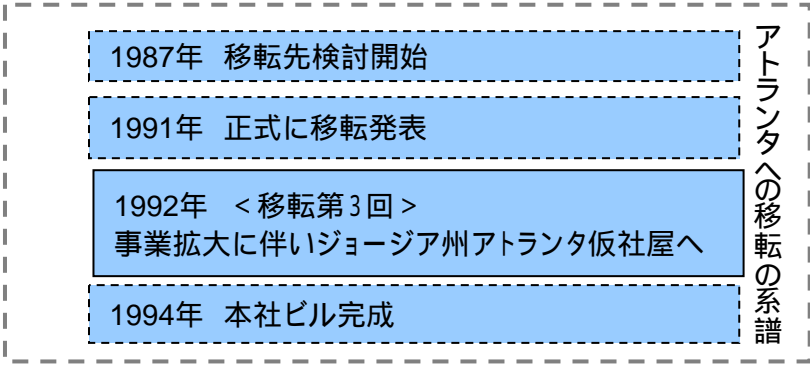 1987年 移転先検討開始
1991年 正式に移転発表
1992年 <移転第3回>
事業拡大に伴いジョージア州アトランタ仮社屋へ
1994年 本社ビル完成
アトランタへの移転の系譜